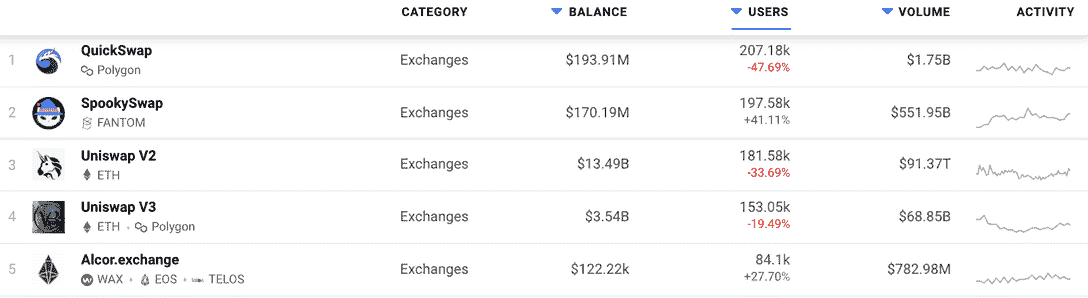 CATEGORY BALANCE USERS VOLUME ACTIVITY
1 QuickSwap Exchanges $193.91M 207.18k $1.75B
Polygon -47.69%
2 SpookySwap Exchanges $170.19M 197.58k $551.95B
FANTOM +41.11%
3 Uniswap V2 Exchanges $13.49B 181.58k $91.37T
ETH -33.69%
4 Uniswap V3 Exchanges $3.54B 153.05k $68.85B
ETH • Polygon -19.49%
5 Alcor.exchange Exchanges $122.22k 84.1k $782.98M
WAX • EOS • TELOS +27.70%